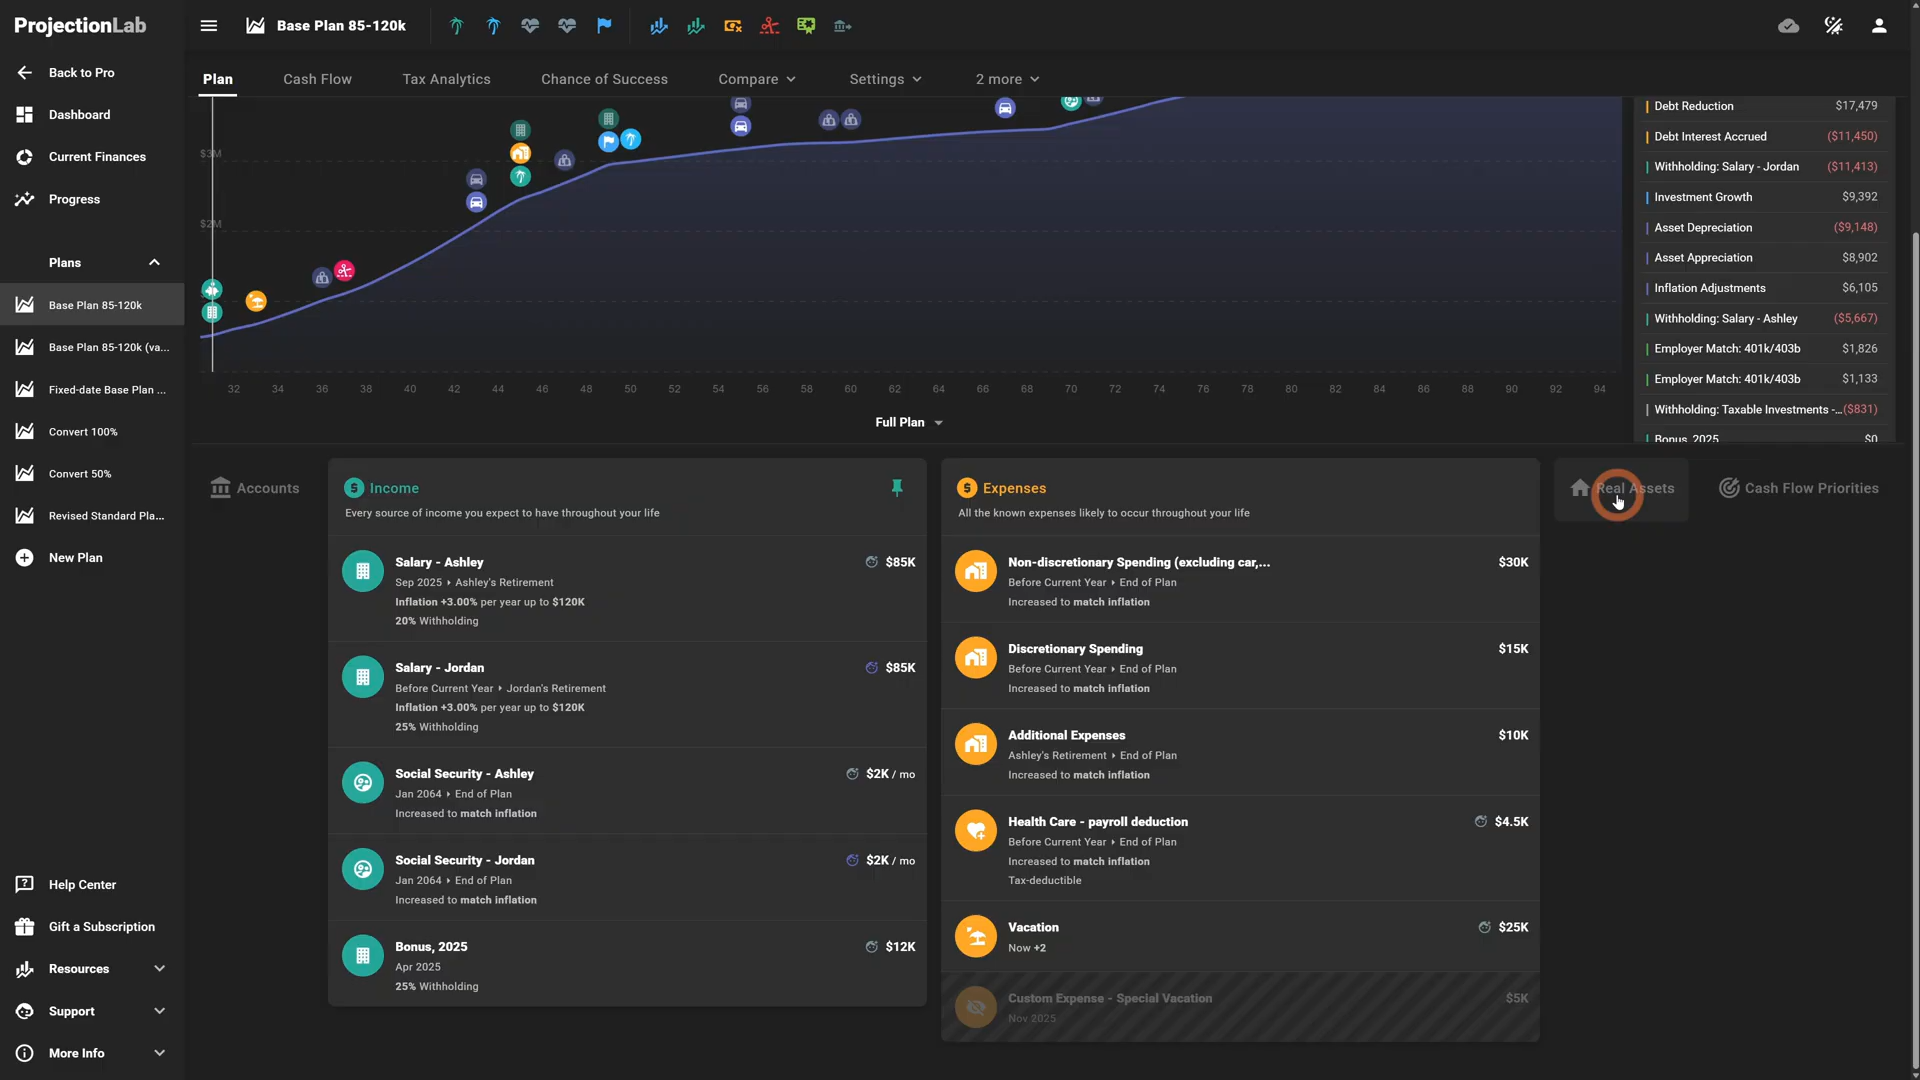 ProjectionLab
Base Plan 85-120k
Back to Pro
Dashboard
Current Finances
Progress
Plans
Base Plan 85-120k
Base Plan 85-120k (va...
Fixed-date Base Plan ...
Convert 100%
Convert 50%
Revised Standard Pla...
New Plan
Help Center
Gift a Subscription
Resources
Support
More Info
Plan
Cash Flow
Tax Analytics
Chance of Success
Compare
Settings
2 more
$3M
$2M
32 34 36 38 40 42 44 46 48 50 52 54 56 58 60 62 64 66 68 70 72 74 76 78 80 82 84 86 88 90 92 94
Full Plan
Debt Reduction $17,479
Debt Interest Accrued ($11,450)
Withholding: Salary - Jordan ($11,413)
Investment Growth $9,392
Asset Depreciation ($9,148)
Asset Appreciation $8,902
Inflation Adjustments $6,105
Withholding: Salary - Ashley ($5,667)
Employer Match: 401k/403b $1,826
Employer Match: 401k/403b $1,133
Withholding: Taxable Investments -... ($831)
Bonus, 2025 $0
Accounts
Income
Every source of income you expect to have throughout your life
Salary - Ashley $85K
Sep 2025 ‣ Ashley's Retirement
Inflation +3.00% per year up to $120K
20% Withholding
Salary - Jordan $85K
Before Current Year ‣ Jordan's Retirement
Inflation +3.00% per year up to $120K
25% Withholding
Social Security - Ashley $2K / mo
Jan 2064 ‣ End of Plan
Increased to match inflation
Social Security - Jordan $2K / mo
Jan 2064 ‣ End of Plan
Increased to match inflation
Bonus, 2025 $12K
Apr 2025
25% Withholding
Expenses
All the known expenses likely to occur throughout your life
Non-discretionary Spending (excluding car,... $30K
Before Current Year ‣ End of Plan
Increased to match inflation
Discretionary Spending $15K
Before Current Year ‣ End of Plan
Increased to match inflation
Additional Expenses $10K
Ashley's Retirement ‣ End of Plan
Increased to match inflation
Health Care - payroll deduction $4.5K
Before Current Year ‣ End of Plan
Increased to match inflation
Tax-deductible
Vacation $25K
Now +2
Custom Expense - Special Vacation $5K
Nov 2025
Real Assets
Cash Flow Priorities